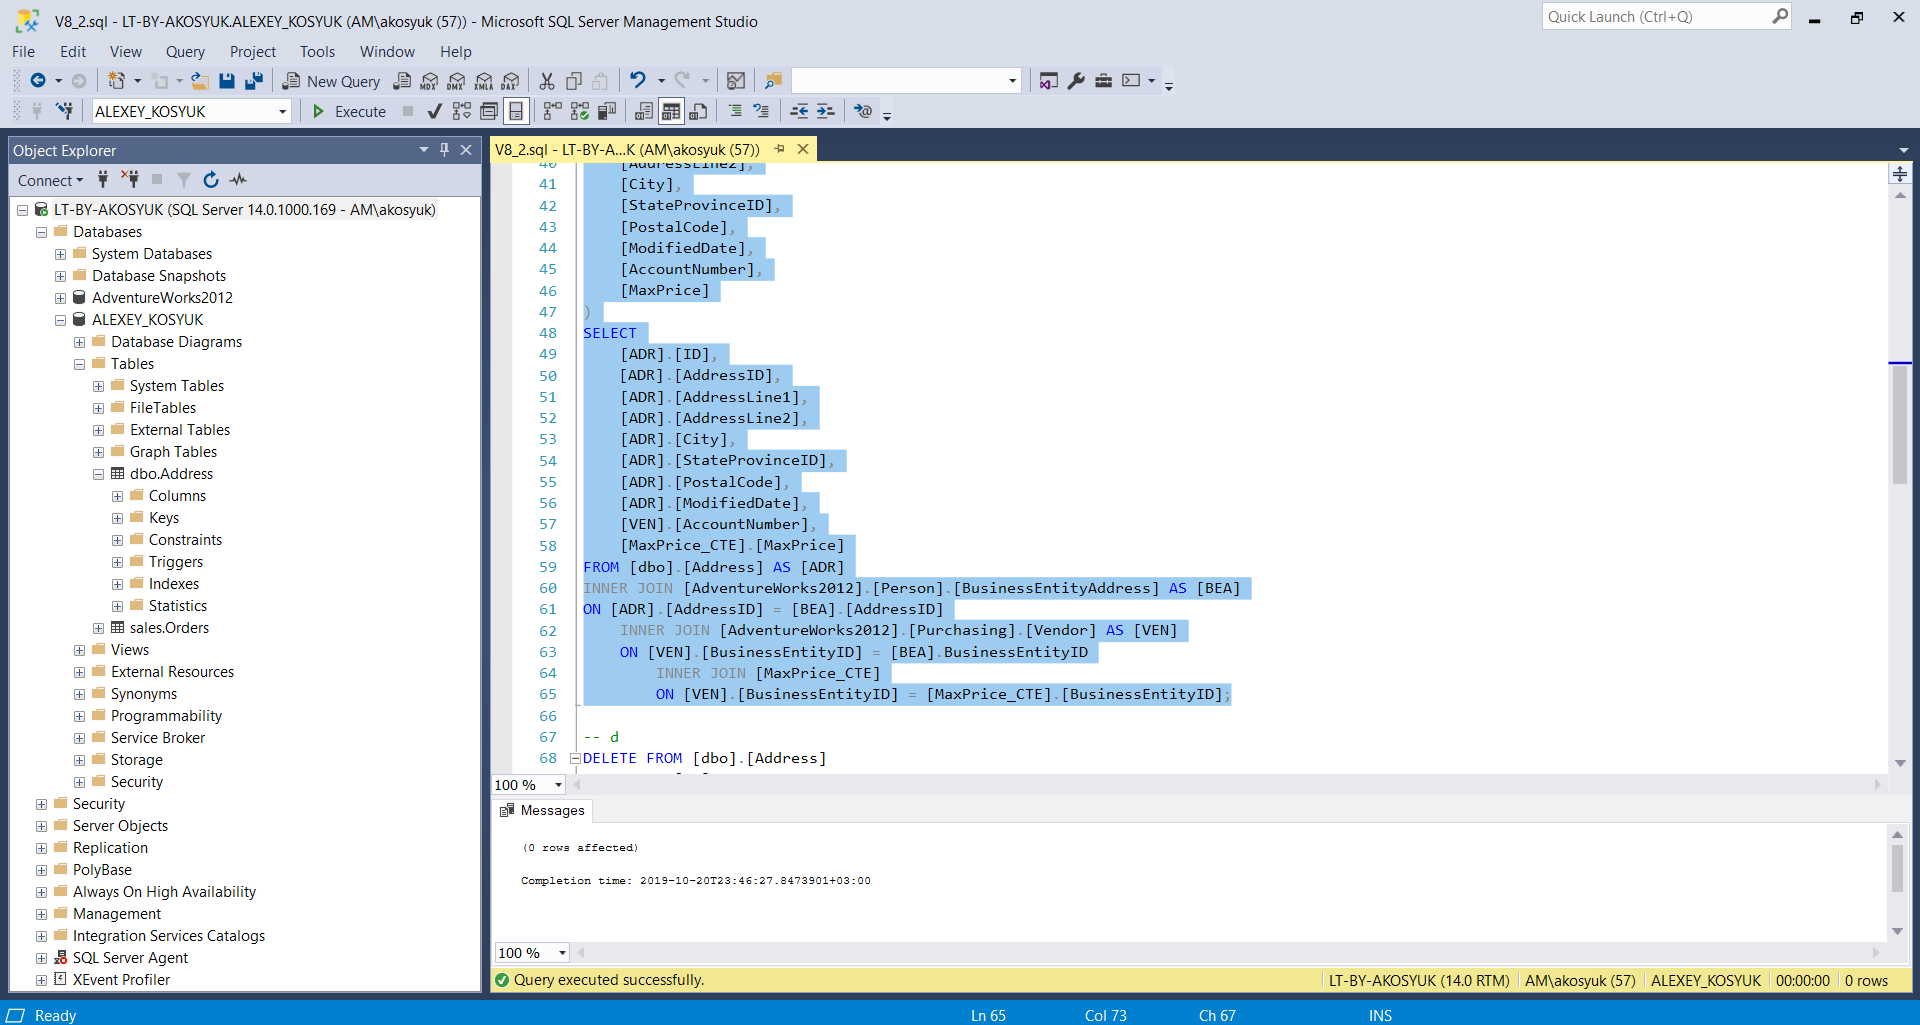 V8_2.sql - LT-BY-AKOSYUK.ALEXEY_KOSYUK (AM\akosyuk (57)) - Microsoft SQL Server Management Studio
Quick Launch (Ctrl+Q)
File Edit View Query Project Tools Window Help
New Query
MDX DMX XMLA DAX
ALEXEY_KOSYUK
Execute
Object Explorer
Connect
LT-BY-AKOSYUK (SQL Server 14.0.1000.169 - AM\akosyuk)
Databases
System Databases
Database Snapshots
AdventureWorks2012
ALEXEY_KOSYUK
Database Diagrams
Tables
System Tables
FileTables
External Tables
Graph Tables
dbo.Address
Columns
Keys
Constraints
Triggers
Indexes
Statistics
sales.Orders
Views
External Resources
Synonyms
Programmability
Service Broker
Storage
Security
Security
Server Objects
Replication
PolyBase
Always On High Availability
Management
Integration Services Catalogs
SQL Server Agent
XEvent Profiler
V8_2.sql - LT-BY-A...K (AM\akosyuk (57))
40 [AddressLine2],
41 [City],
42 [StateProvinceID],
43 [PostalCode],
44 [ModifiedDate],
45 [AccountNumber],
46 [MaxPrice]
47 )
48 SELECT
49 [ADR].[ID],
50 [ADR].[AddressID],
51 [ADR].[AddressLine1],
52 [ADR].[AddressLine2],
53 [ADR].[City],
54 [ADR].[StateProvinceID],
55 [ADR].[PostalCode],
56 [ADR].[ModifiedDate],
57 [VEN].[AccountNumber],
58 [MaxPrice_CTE].[MaxPrice]
59 FROM [dbo].[Address] AS [ADR]
60 INNER JOIN [AdventureWorks2012].[Person].[BusinessEntityAddress] AS [BEA]
61 ON [ADR].[AddressID] = [BEA].[AddressID]
62 INNER JOIN [AdventureWorks2012].[Purchasing].[Vendor] AS [VEN]
63 ON [VEN].[BusinessEntityID] = [BEA].BusinessEntityID
64 INNER JOIN [MaxPrice_CTE]
65 ON [VEN].[BusinessEntityID] = [MaxPrice_CTE].[BusinessEntityID];
66
67 -- d
68 DELETE FROM [dbo].[Address]
100 %
Messages
(0 rows affected)
Completion time: 2019-10-20T23:46:27.8473901+03:00
100 %
Query executed successfully.
LT-BY-AKOSYUK (14.0 RTM) AM\akosyuk (57) ALEXEY_KOSYUK 00:00:00 0 rows
Ready Ln 65 Col 73 Ch 67 INS